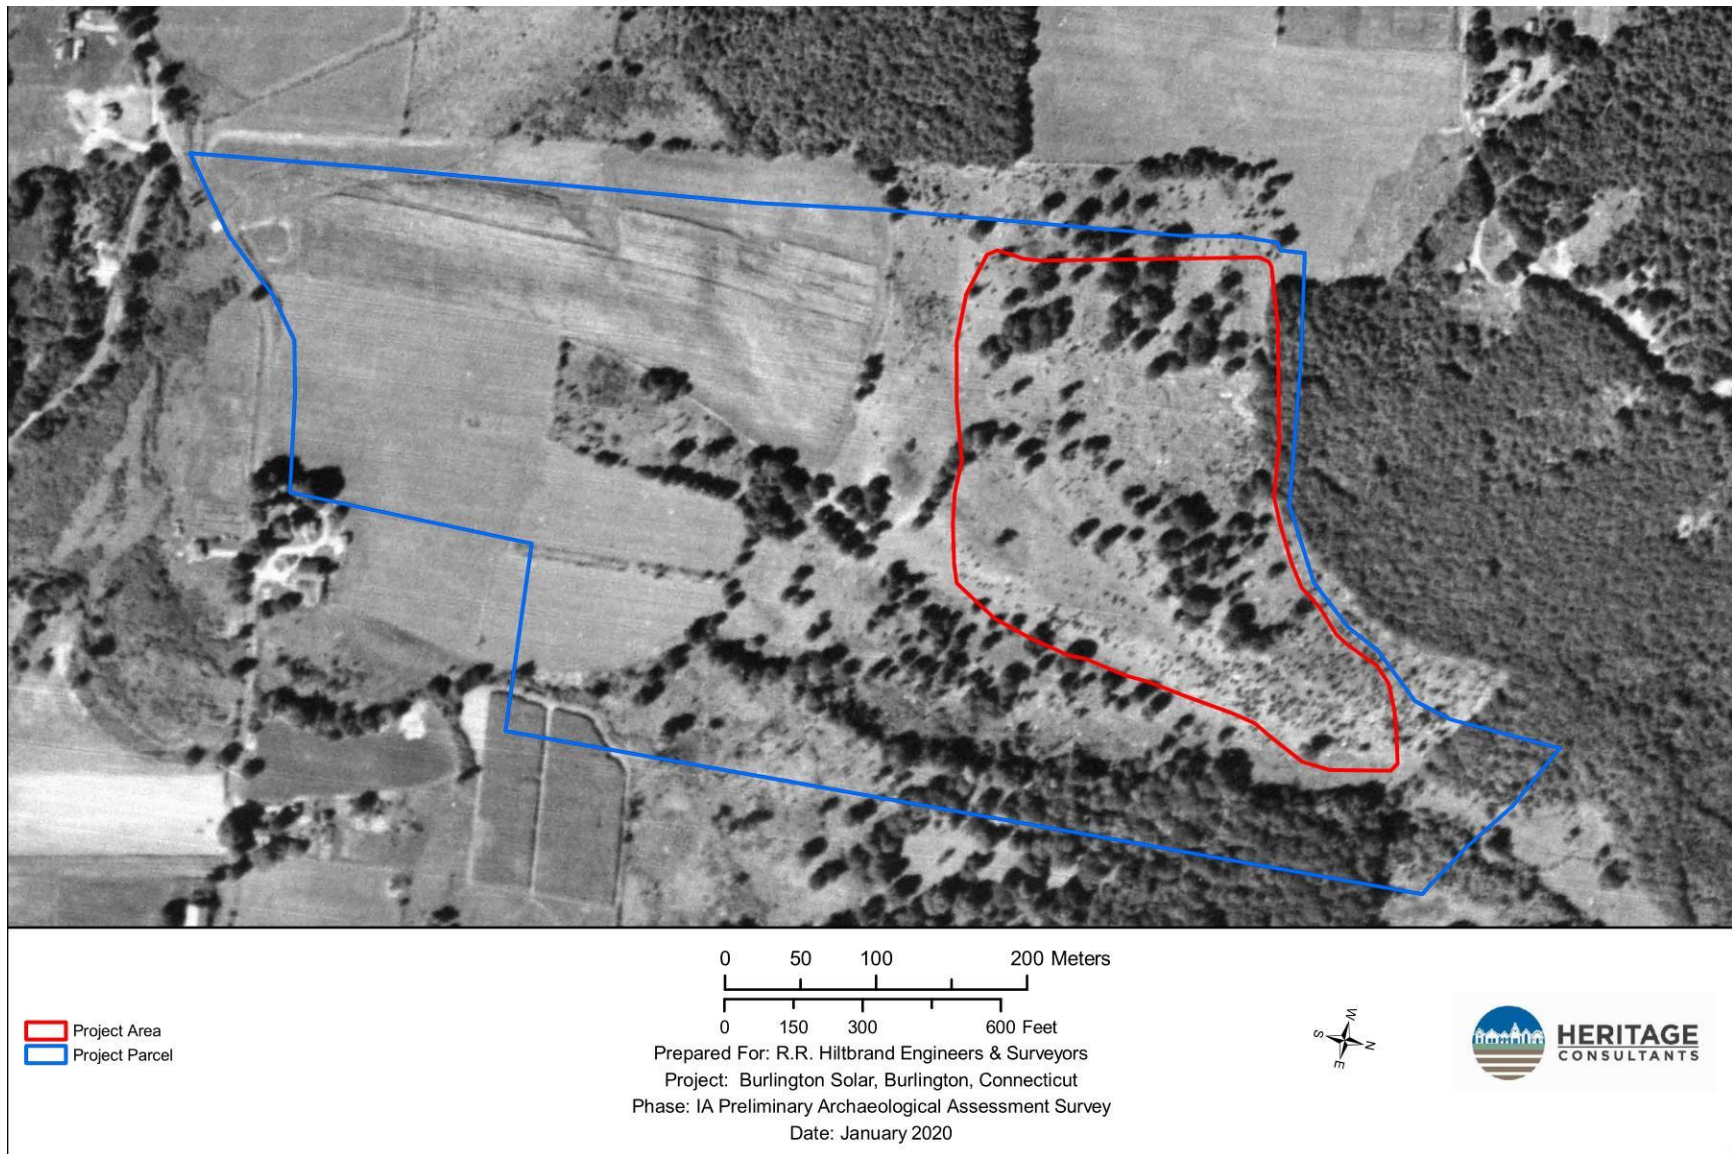 0 50 100 200 Meters
0 150 300 600 Feet
Project Area
Project Parcel
Prepared For: R.R. Hiltbrand Engineers & Surveyors
Project: Burlington Solar, Burlington, Connecticut
Phase: IA Preliminary Archaeological Assessment Survey
Date: January 2020
W
S N
E
HERITAGE
CONSULTANTS